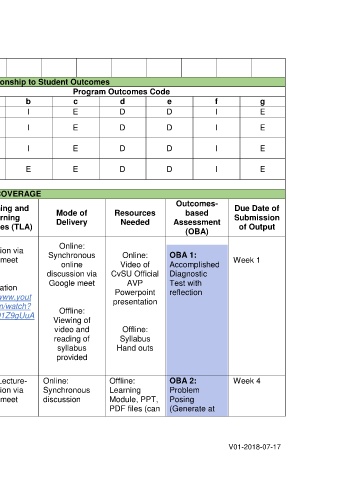 onship to Student Outcomes
Program Outcomes Code
b c d e f g
I E D D I E
I E D D I E
I E D D I E
E E D D I E
COVERAGE
ing and
rning
es (TLA)
Mode of
Delivery
Resources
Needed
Outcomes-
based
Assessment
(OBA)
Due Date of
Submission
of Output
ion via
meet
ation
www.yout
m/watch?
Online:
Synchronous
online
discussion via
Google meet
Offline:
Viewing of
video and
reading of
syllabus
provided
Online:
Video of
CvSU Official
AVP
Powerpoint
presentation
Offline:
Syllabus
Hand outs
OBA 1:
Accomplished
Diagnostic
Test with
reflection
Week 1
Lecture-
ion via
meet
Online:
Synchronous
discussion
Offline:
Learning
Module, PPT,
PDF files (can
OBA 2:
Problem
Posing
(Generate at
Week 4
V01-2018-07-17